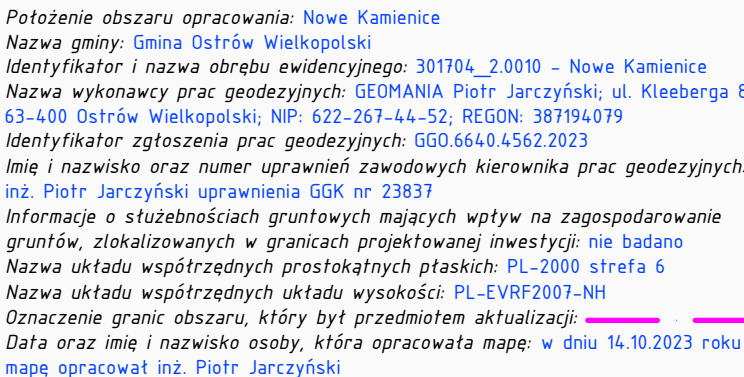 Położenie obszaru opracowania: Nowe Kamienice
Nazwa gminy: Gmina Ostrów Wielkopolski
Identyfikator i nazwa obrębu ewidencyjnego: 301704_2.0010 - Nowe Kamienice
Nazwa wykonawcy prac geodezyjnych: GEOMANIA Piotr Jarczyński; ul. Kleeberga 8
63-400 Ostrów Wielkopolski; NIP: 622-267-44-52; REGON: 387194079
Identyfikator zgłoszenia prac geodezyjnych: GGO.6640.4562.2023
Imię i nazwisko oraz numer uprawnień zawodowych kierownika prac geodezyjnych:
inż. Piotr Jarczyński uprawnienia GGK nr 23837
Informacje o służebnościach gruntowych mających wpływ na zagospodarowanie
gruntów, zlokalizowanych w granicach projektowanej inwestycji: nie badano
Nazwa układu współrzędnych prostokątnych płaskich: PL-2000 strefa 6
Nazwa układu współrzędnych układu wysokości: PL-EVRF2007-NH
Oznaczenie granic obszaru, który był przedmiotem aktualizacji:
Data oraz imię i nazwisko osoby, która opracowała mapę: w dniu 14.10.2023 roku
mapę opracował inż. Piotr Jarczyński